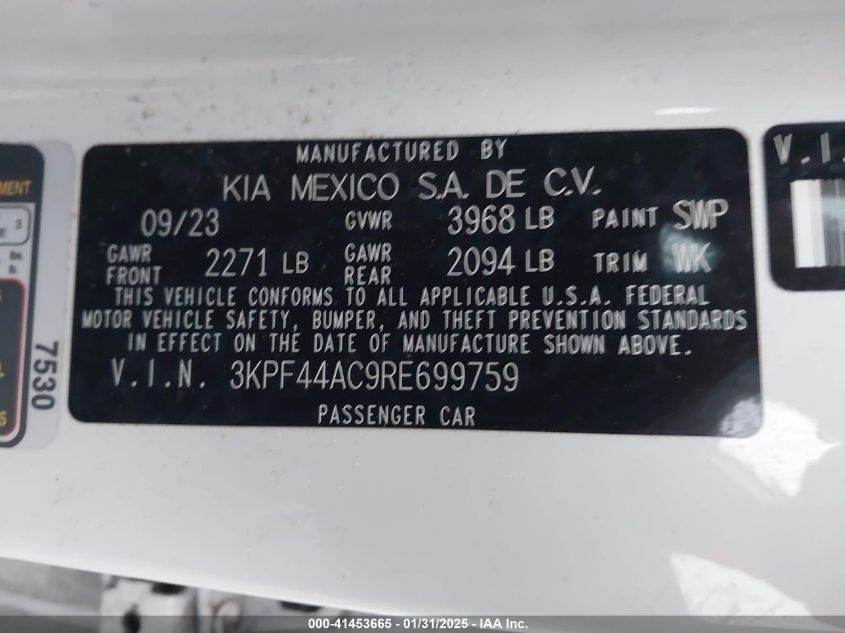 MANUFACTURED BY
KIA MEXICO S.A. DE C.V.
09/23 GVWR 3968 LB PAINT SWP
GAWR FRONT 2271 LB GAWR REAR 2094 LB TRIM WK
THIS VEHICLE CONFORMS TO ALL APPLICABLE U.S.A. FEDERAL
MOTOR VEHICLE SAFETY, BUMPER, AND THEFT PREVENTION STANDARDS
IN EFFECT ON THE DATE OF MANUFACTURE SHOWN ABOVE.
V.I.N. 3KPF44AC9RE699759
PASSENGER CAR
7530
V.I.
000-41453665 - 01/31/2025 - IAA Inc.